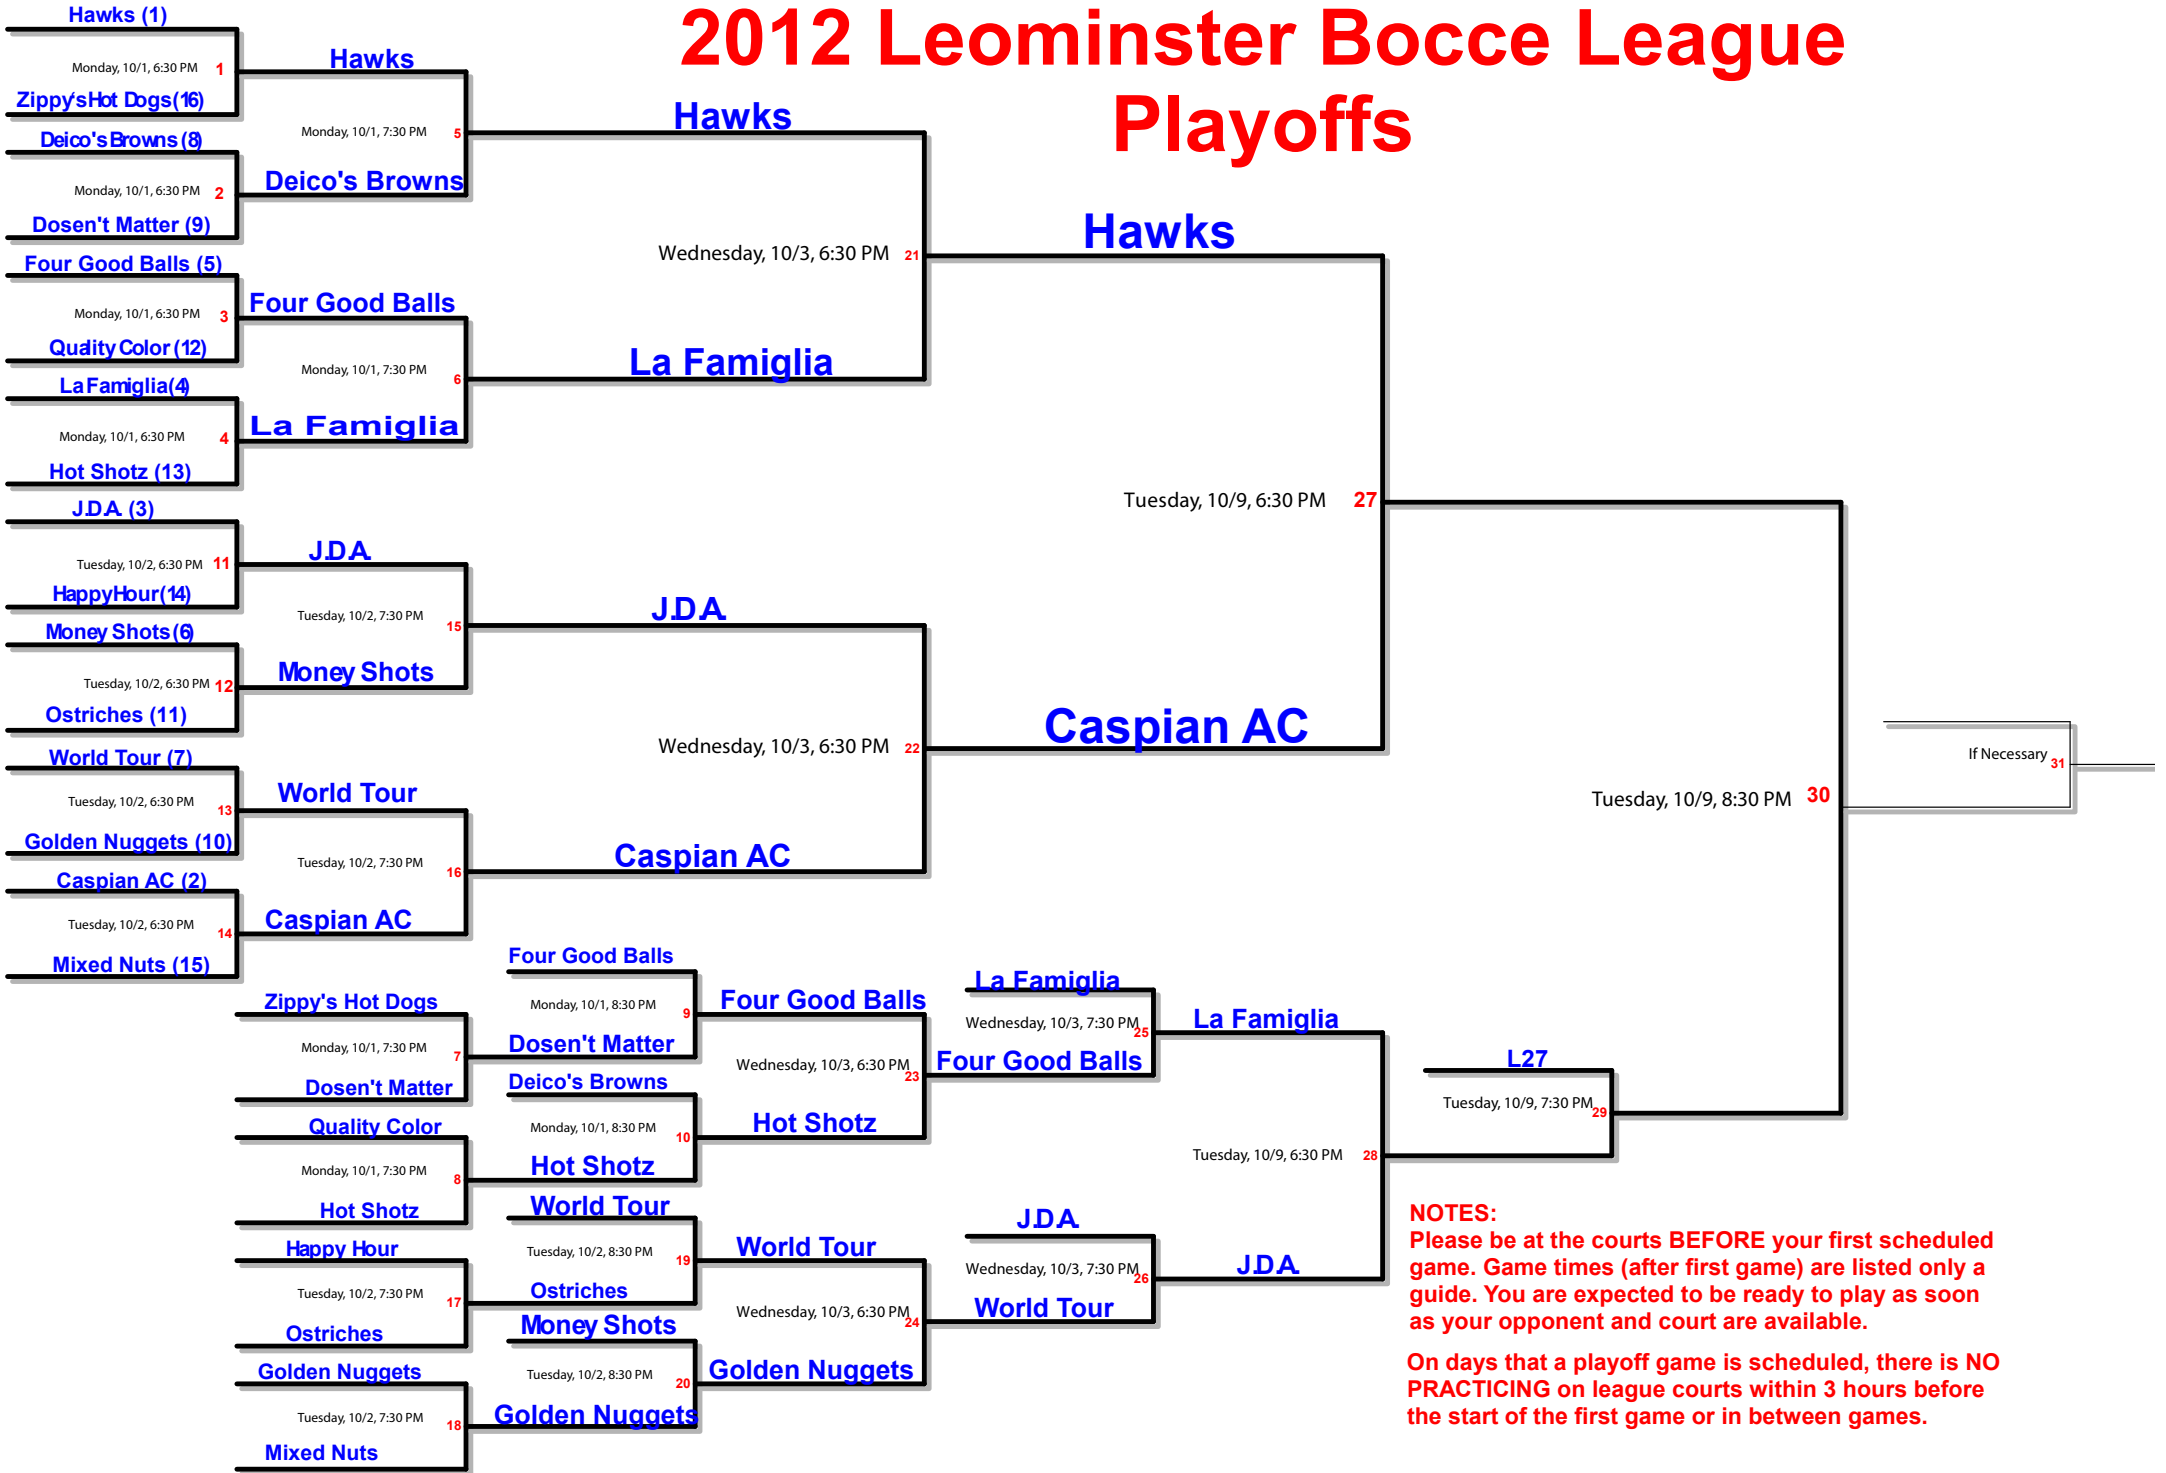 2012 Leominster Bocce League
Playoffs
Hawks (1)
Monday, 10/1, 6:30 PM 1
Zippy's Hot Dogs (16)
Deico's Browns (8)
Monday, 10/1, 6:30 PM 2
Dosen't Matter (9)
Four Good Balls (5)
Monday, 10/1, 6:30 PM 3
Quality Color (12)
La Famiglia (4)
Monday, 10/1, 6:30 PM 4
Hot Shotz (13)
J.D.A. (3)
Tuesday, 10/2, 6:30 PM 11
Happy Hour (14)
Money Shots (6)
Tuesday, 10/2, 6:30 PM 12
Ostriches (11)
World Tour (7)
Tuesday, 10/2, 6:30 PM 13
Golden Nuggets (10)
Caspian AC (2)
Tuesday, 10/2, 6:30 PM 14
Mixed Nuts (15)
Hawks
Monday, 10/1, 7:30 PM 5
Deico's Browns
Four Good Balls
Monday, 10/1, 7:30 PM 6
La Famiglia
J.D.A.
Tuesday, 10/2, 7:30 PM 15
Money Shots
World Tour
Tuesday, 10/2, 7:30 PM 16
Caspian AC
Hawks
Wednesday, 10/3, 6:30 PM 21
La Famiglia
J.D.A.
Wednesday, 10/3, 6:30 PM 22
Caspian AC
Hawks
Tuesday, 10/9, 6:30 PM 27
Caspian AC
Tuesday, 10/9, 8:30 PM 30
If Necessary 31
Zippy's Hot Dogs
Monday, 10/1, 7:30 PM 7
Dosen't Matter
Quality Color
Monday, 10/1, 7:30 PM 8
Hot Shotz
Happy Hour
Tuesday, 10/2, 7:30 PM 17
Ostriches
Golden Nuggets
Tuesday, 10/2, 7:30 PM 18
Mixed Nuts
Four Good Balls
Monday, 10/1, 8:30 PM 9
Dosen't Matter
Deico's Browns
Monday, 10/1, 8:30 PM 10
Hot Shotz
World Tour
Tuesday, 10/2, 8:30 PM 19
Ostriches
Money Shots
Tuesday, 10/2, 8:30 PM 20
Golden Nuggets
Four Good Balls
Wednesday, 10/3, 6:30 PM 23
Hot Shotz
World Tour
Wednesday, 10/3, 6:30 PM 24
Golden Nuggets
La Famiglia
Wednesday, 10/3, 7:30 PM 25
Four Good Balls
J.D.A.
Wednesday, 10/3, 7:30 PM 26
World Tour
La Famiglia
Tuesday, 10/9, 6:30 PM 28
J.D.A.
L27
Tuesday, 10/9, 7:30 PM 29
NOTES:
Please be at the courts BEFORE your first scheduled
game. Game times (after first game) are listed only a
guide. You are expected to be ready to play as soon
as your opponent and court are available.
On days that a playoff game is scheduled, there is NO
PRACTICING on league courts within 3 hours before
the start of the first game or in between games.